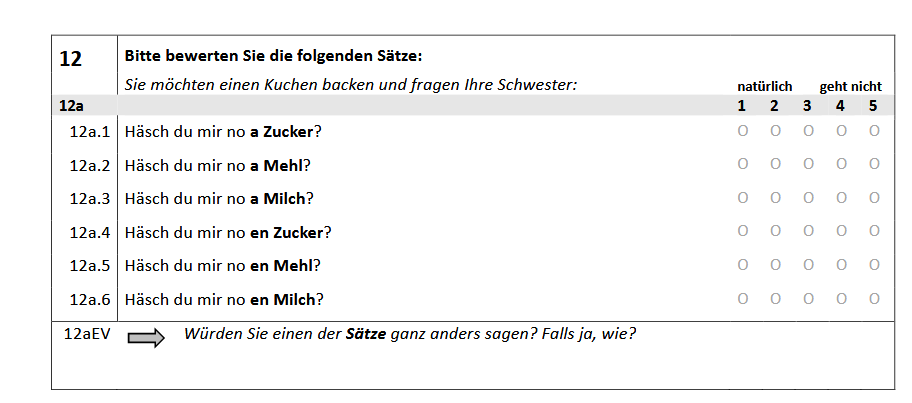 12 Bitte bewerten Sie die folgenden Sätze:
Sie möchten einen Kuchen backen und fragen Ihre Schwester: natürlich geht nicht
12a 1 2 3 4 5
12a.1 Häsch du mir no a Zucker? O O O O O
12a.2 Häsch du mir no a Mehl? O O O O O
12a.3 Häsch du mir no a Milch? O O O O O
12a.4 Häsch du mir no en Zucker? O O O O O
12a.5 Häsch du mir no en Mehl? O O O O O
12a.6 Häsch du mir no en Milch? O O O O O
12aEV Würden Sie einen der Sätze ganz anders sagen? Falls ja, wie?